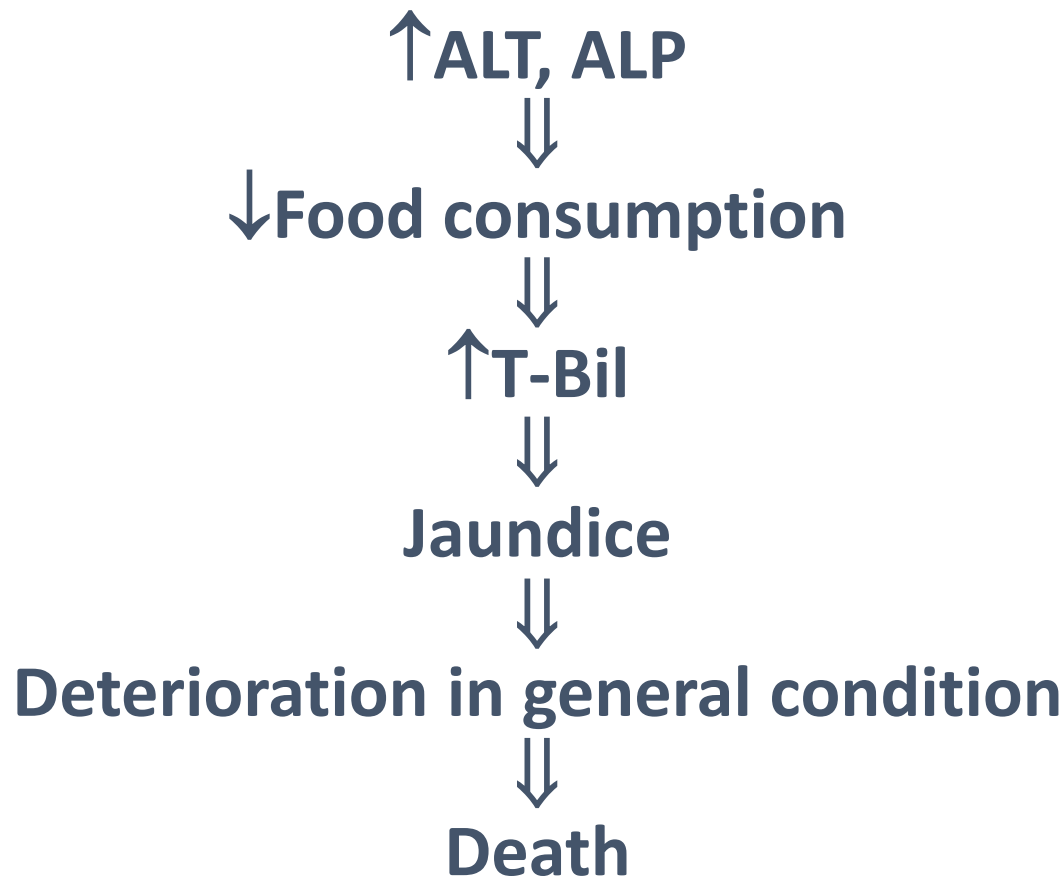 ↑ALT, ALP
⇓
↓Food consumption
⇓
↑T-Bil
⇓
Jaundice
⇓
Deterioration in general condition
⇓
Death